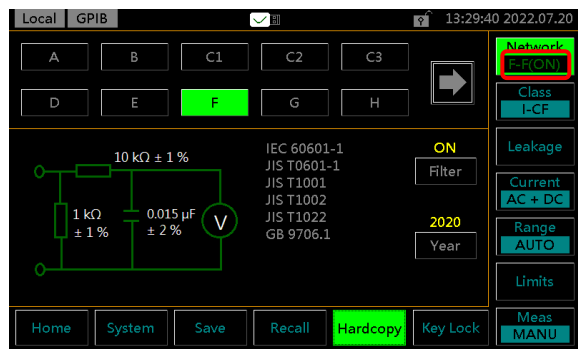 Local GPIB 13:29:40 2022.07.20
A B C1 C2 C3
D E F G H
Network
F-F(ON)
Class
I-CF
Leakage
Current
AC + DC
Range
AUTO
Limits
Meas
MANU
10 kΩ ± 1 %
1 kΩ
± 1 %
0.015 µF
± 2 %
V
IEC 60601-1
JIS T0601-1
JIS T1001
JIS T1002
JIS T1022
GB 9706.1
ON
Filter
2020
Year
Home System Save Recall Hardcopy Key Lock